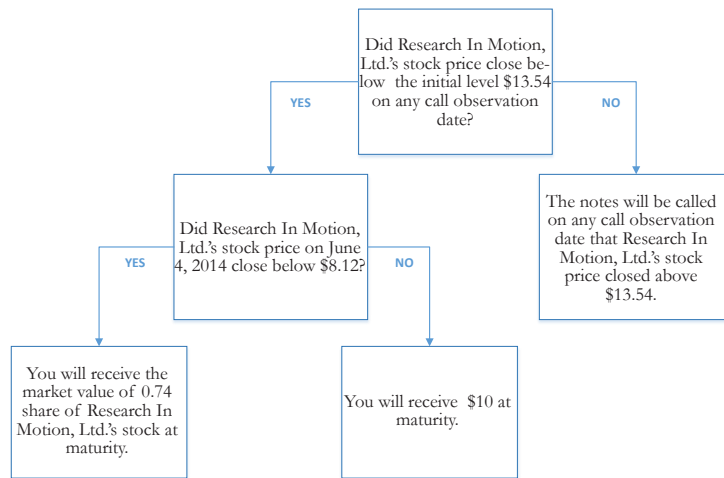 Did Research In Motion,
Ltd.'s stock price close be-
low the initial level $13.54
on any call observation
date?
YES
NO
Did Research In Motion,
Ltd.'s stock price on June
4, 2014 close below $8.12?
The notes will be called
on any call observation
date that Research In
Motion, Ltd.'s stock
price closed above
$13.54.
YES
NO
You will receive the
market value of 0.74
share of Research In
Motion, Ltd.'s stock at
maturity.
You will receive $10 at
maturity.